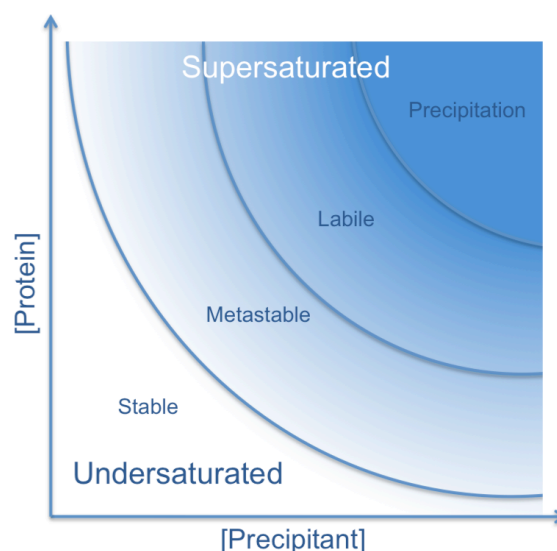 Supersaturated
Precipitation
Labile
Metastable
Stable
Undersaturated
[Protein]
[Precipitant]